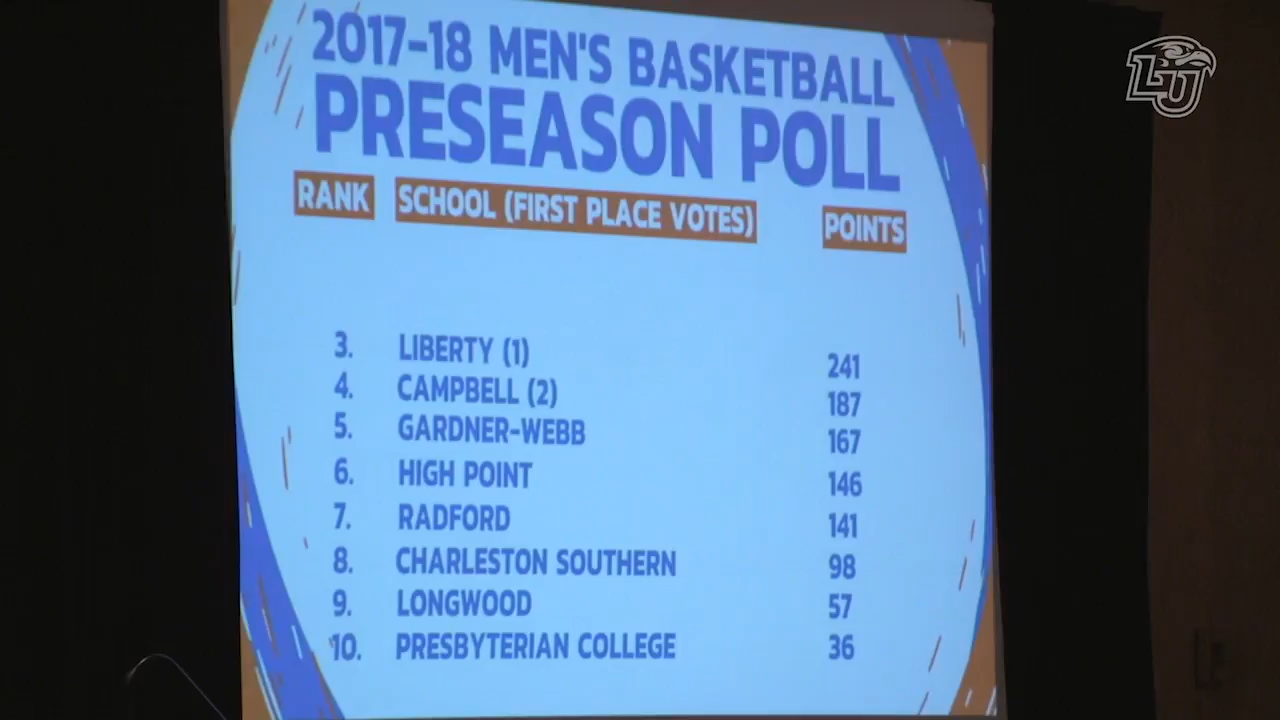 2017-18 MEN'S BASKETBALL
PRESEASON POLL
RANK SCHOOL (FIRST PLACE VOTES) POINTS
3. LIBERTY (1) 241
4. CAMPBELL (2) 187
5. GARDNER-WEBB 167
6. HIGH POINT 146
7. RADFORD 141
8. CHARLESTON SOUTHERN 98
9. LONGWOOD 57
10. PRESBYTERIAN COLLEGE 36
LU